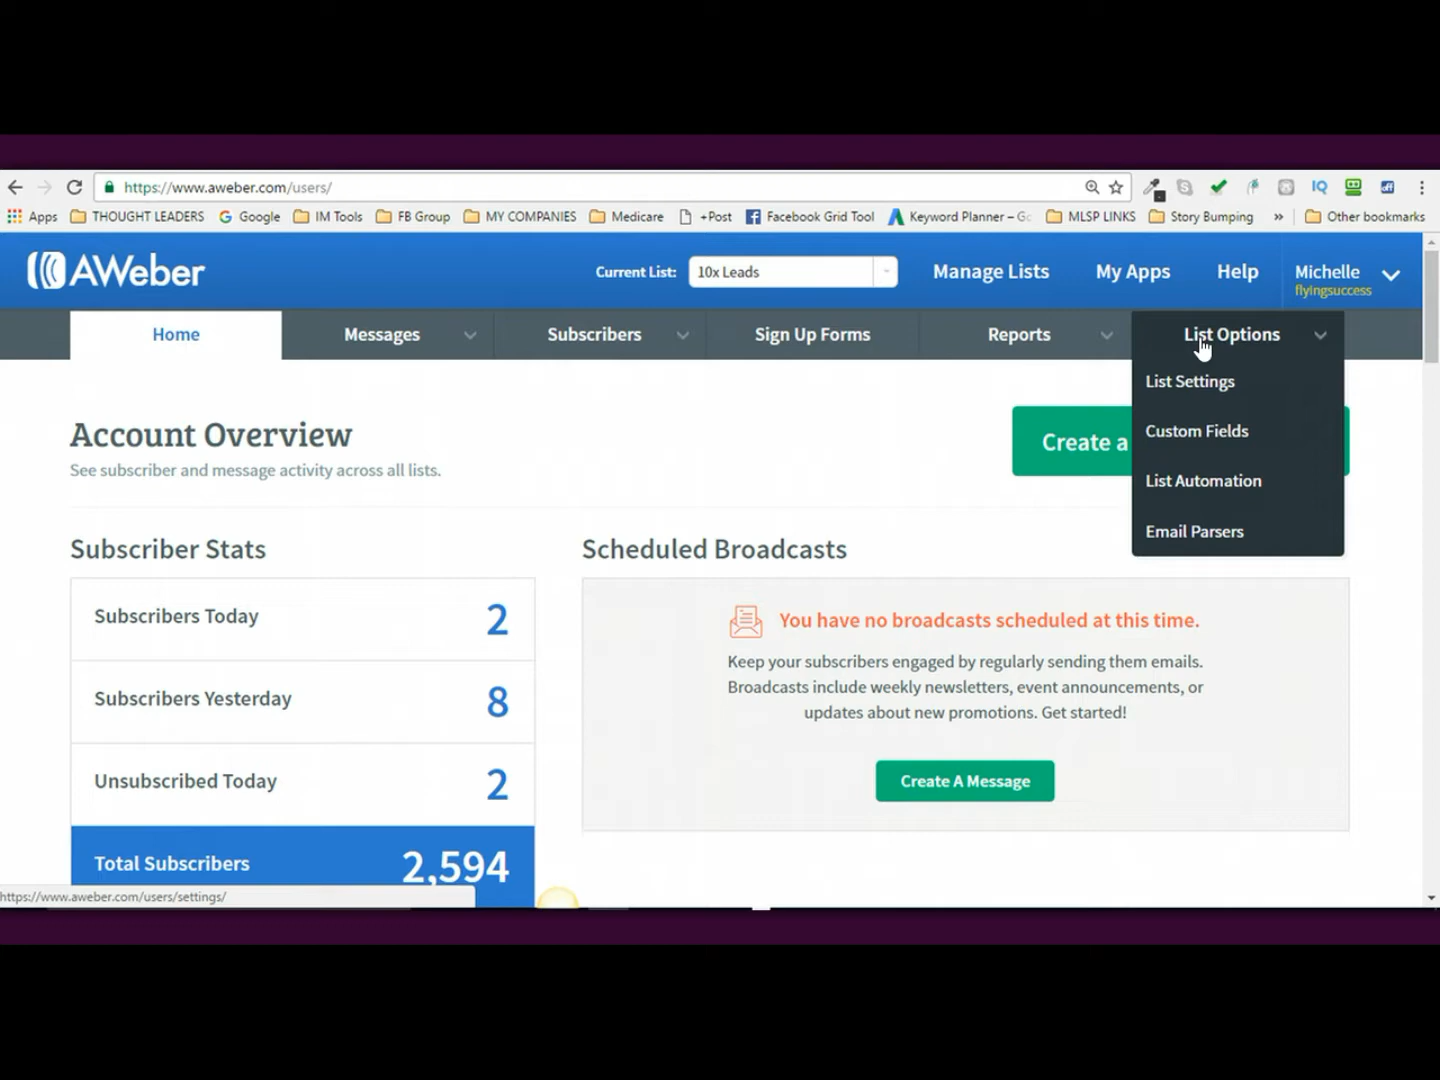 https://www.aweber.com/users/
IQ
off
Apps THOUGHT LEADERS Google IM Tools FB Group MY COMPANIES Medicare +Post Facebook Grid Tool Keyword Planner – Go MLSP LINKS Story Bumping » Other bookmarks
AWeber Current List: 10x Leads Manage Lists My Apps Help Michelle
flyingsuccess
Home Messages Subscribers Sign Up Forms Reports List Options
List Settings
Custom Fields
List Automation
Email Parsers
Account Overview
Create a
See subscriber and message activity across all lists.
Subscriber Stats
Subscribers Today 2
Subscribers Yesterday 8
Unsubscribed Today 2
Total Subscribers 2,594
Scheduled Broadcasts
You have no broadcasts scheduled at this time.
Keep your subscribers engaged by regularly sending them emails.
Broadcasts include weekly newsletters, event announcements, or
updates about new promotions. Get started!
Create A Message
https://www.aweber.com/users/settings/